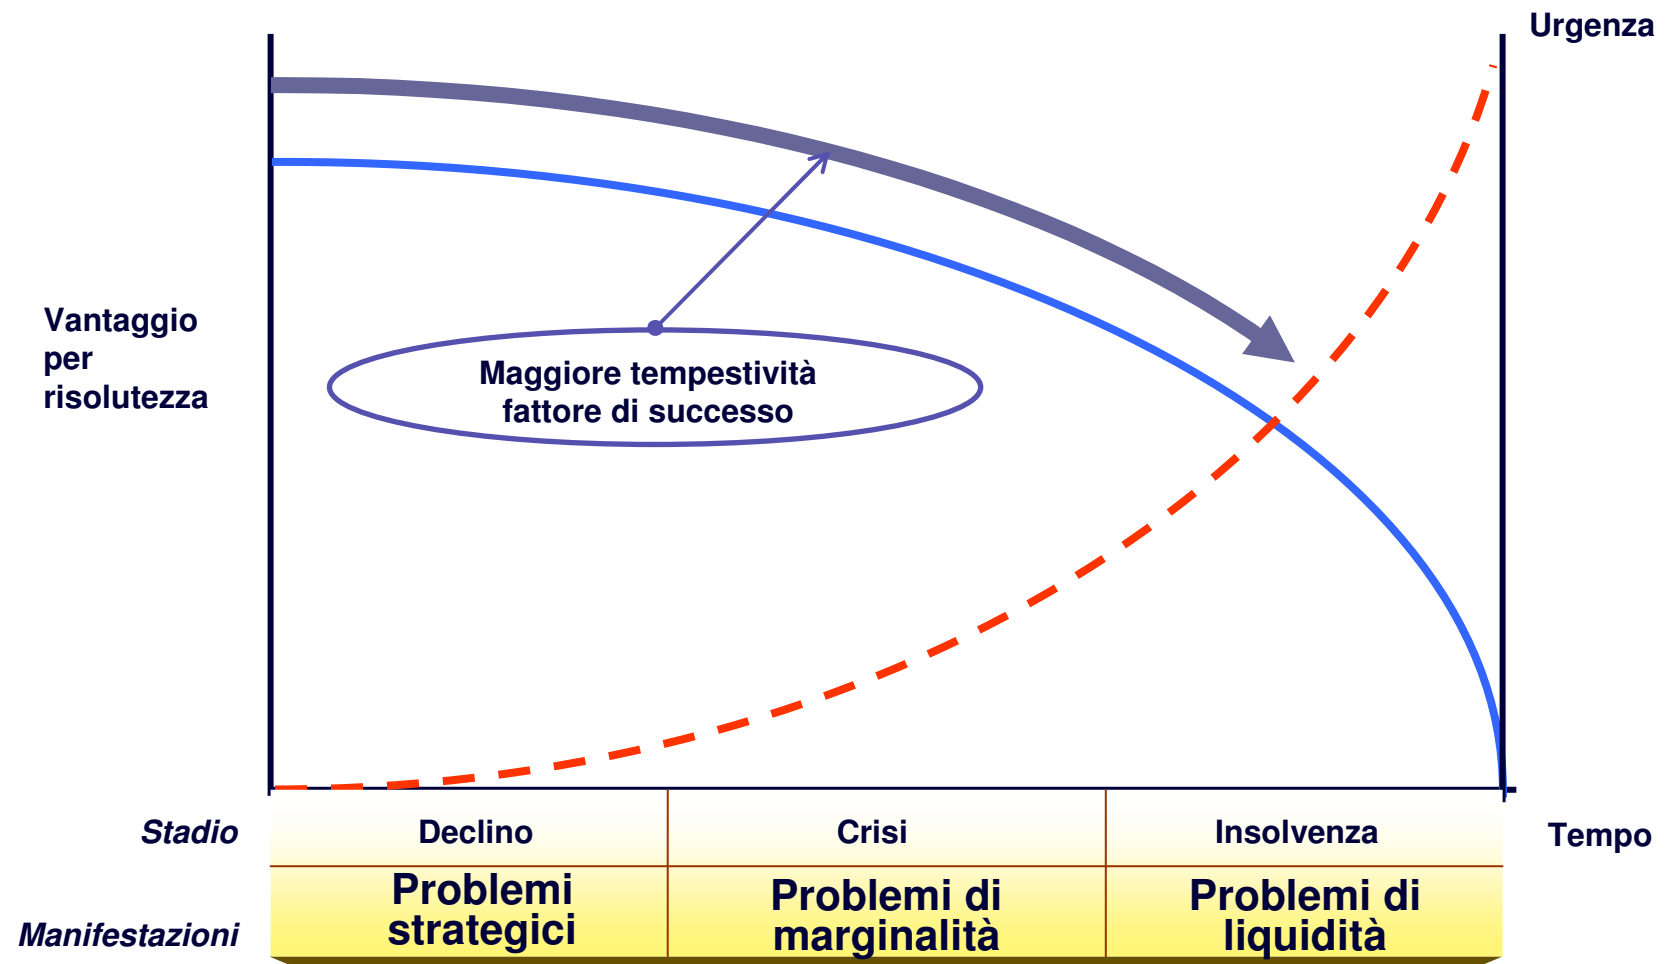 Urgenza
Vantaggio
per
risolutezza
Maggiore tempestività
fattore di successo
Stadio
Declino
Crisi
Insolvenza
Tempo
Manifestazioni
Problemi
strategici
Problemi di
marginalità
Problemi di
liquidità